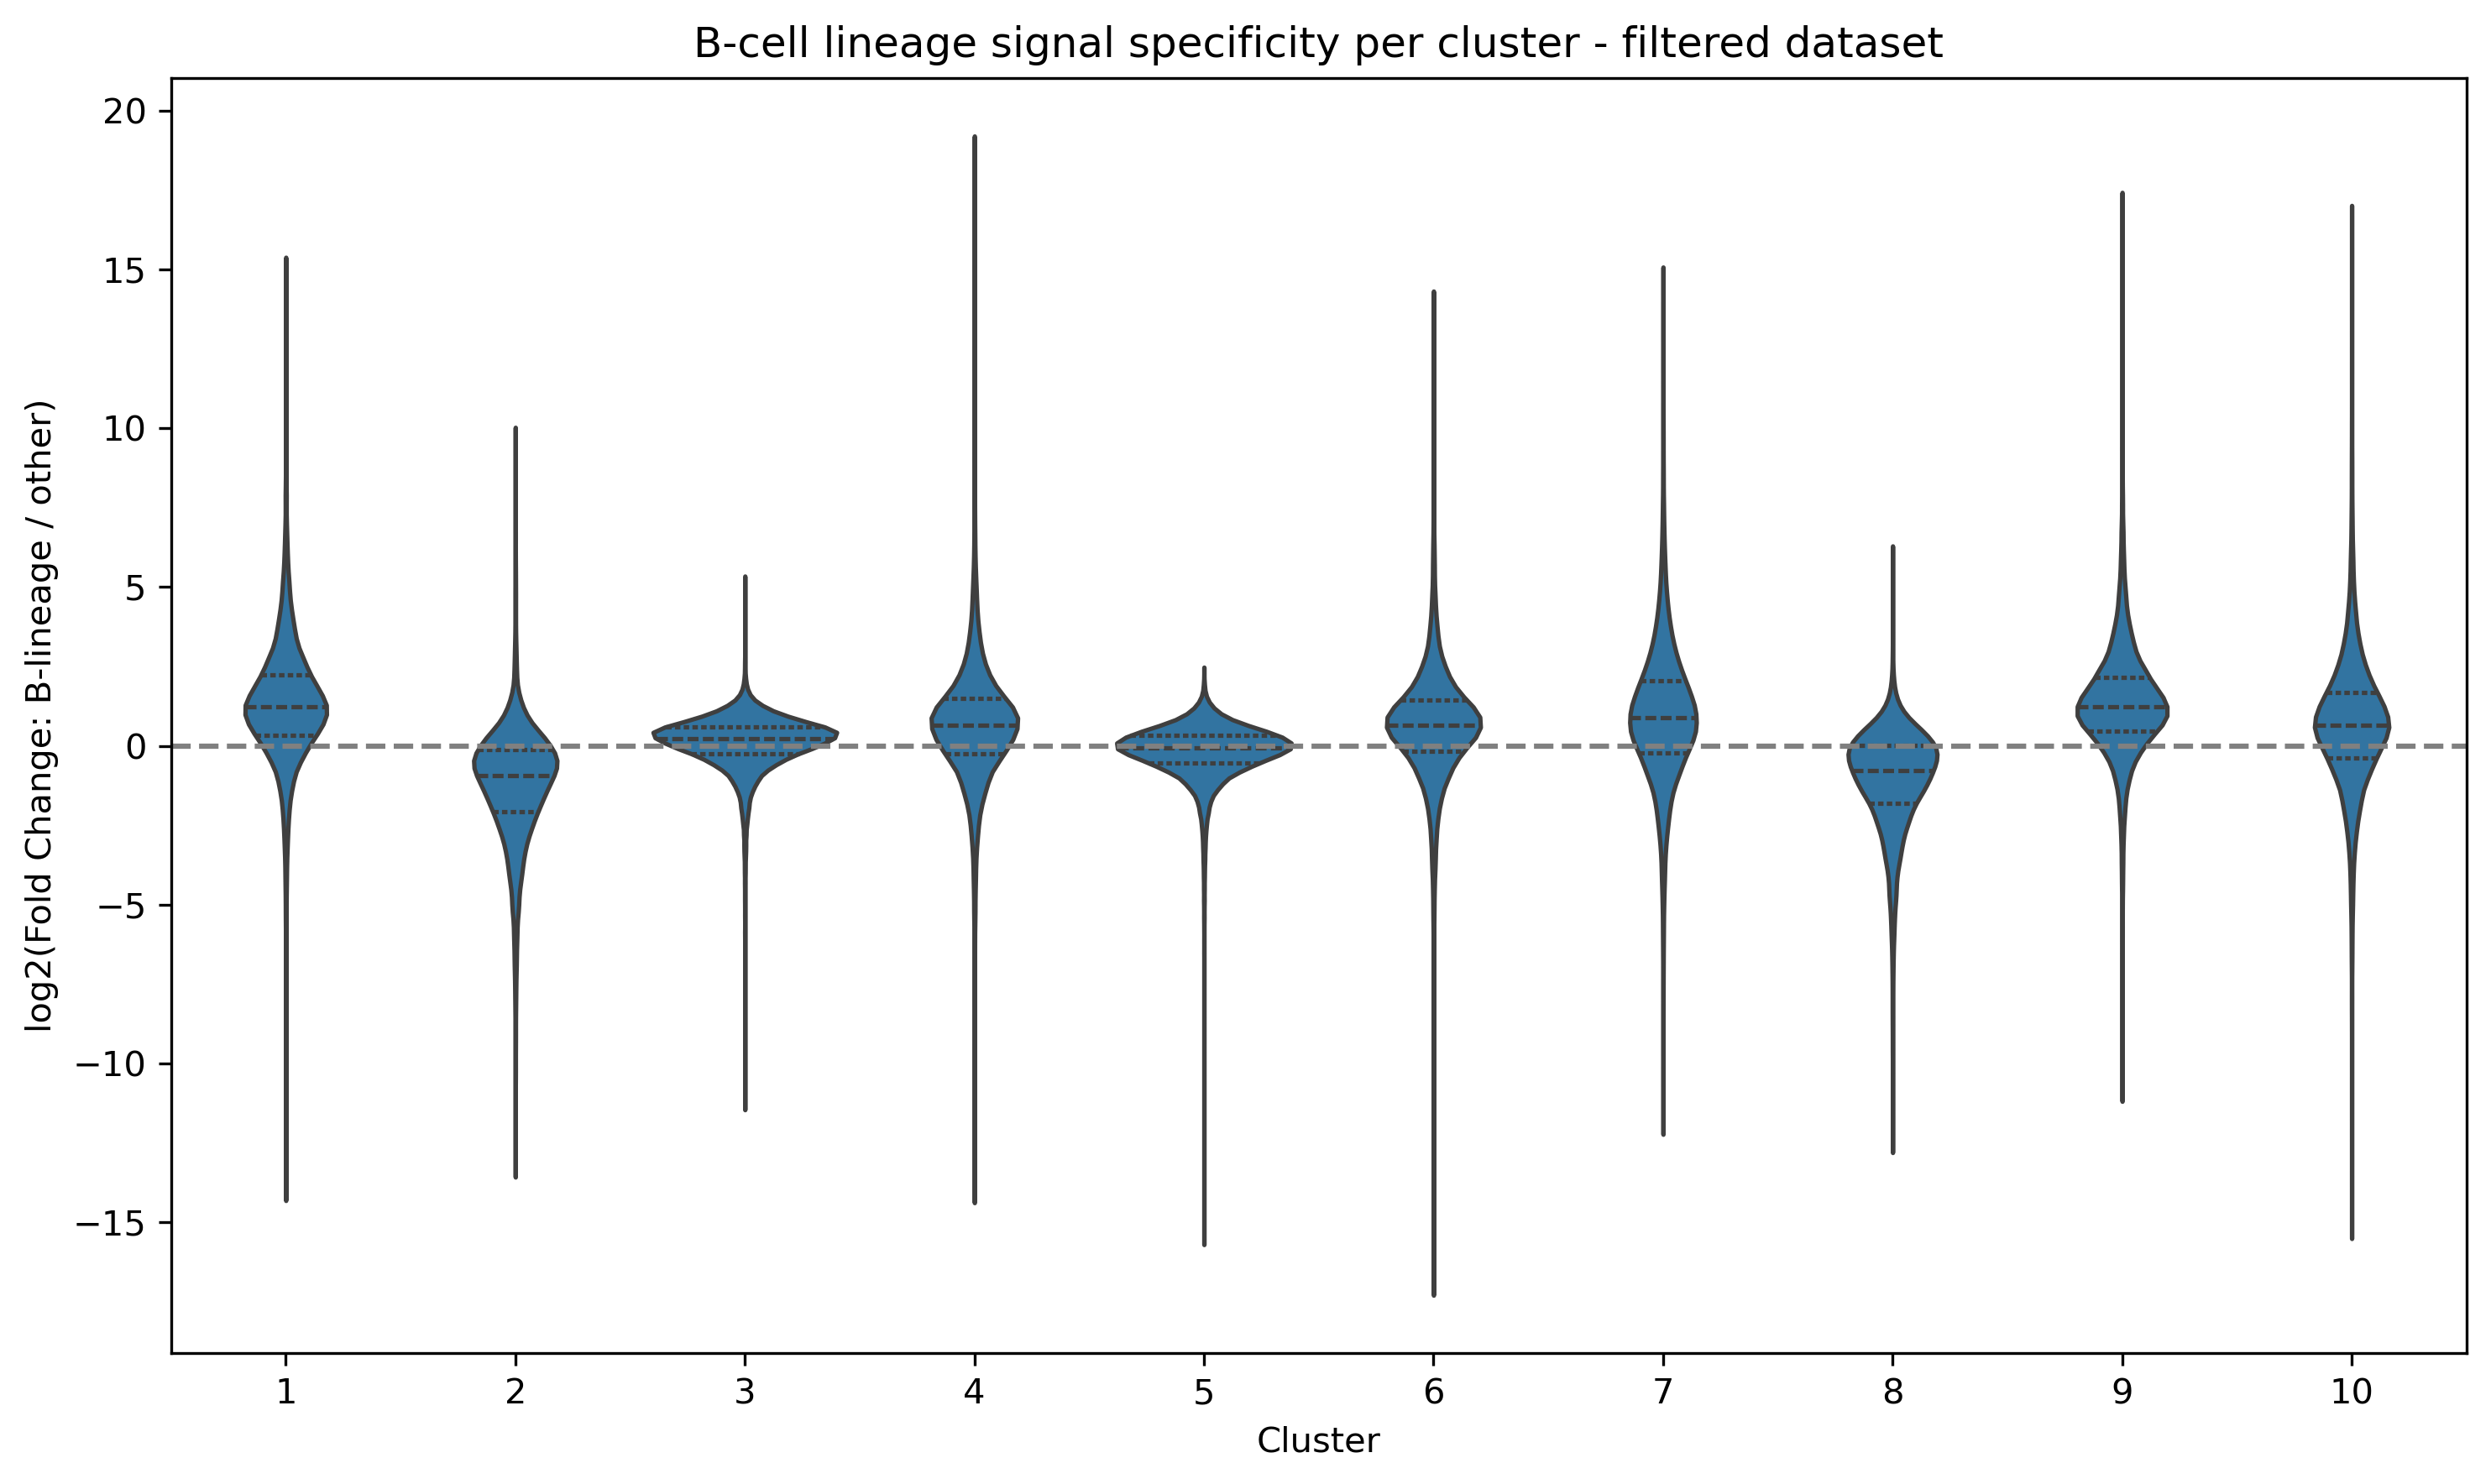 B-cell lineage signal specificity per cluster - filtered dataset
log2(Fold Change: B-lineage / other)
20
15
10
5
0
−5
−10
−15
1 2 3 4 5 6 7 8 9 10
Cluster